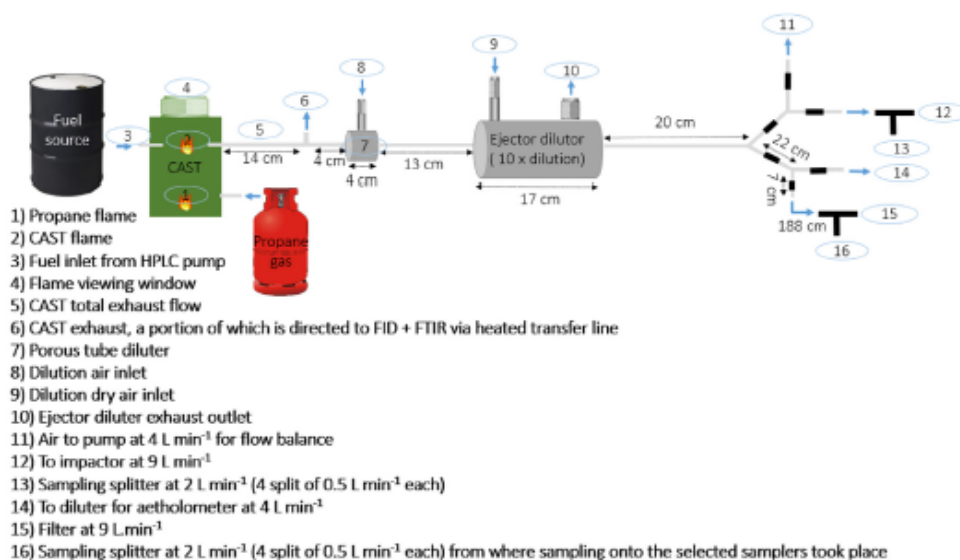 11
9
8
10
4
6
12
Fuel
source
20 cm
3
5
2
Ejector dilutor
( 10 x dilution)
13
CAST
7
22 cm
14 cm
4 cm
13 cm
14
4 cm
7 cm
17 cm
1
15
188 cm
Propane
gas
16
1) Propane flame
2) CAST flame
3) Fuel inlet from HPLC pump
4) Flame viewing window
5) CAST total exhaust flow
6) CAST exhaust, a portion of which is directed to FID + FTIR via heated transfer line
7) Porous tube diluter
8) Dilution air inlet
9) Dilution dry air inlet
10) Ejector diluter exhaust outlet
11) Air to pump at 4 L min⁻¹ for flow balance
12) To impactor at 9 L min⁻¹
13) Sampling splitter at 2 L min⁻¹ (4 split of 0.5 L min⁻¹ each)
14) To diluter for aetholometer at 4 L min⁻¹
15) Filter at 9 L.min⁻¹
16) Sampling splitter at 2 L min⁻¹ (4 split of 0.5 L min⁻¹ each) from where sampling onto the selected samplers took place